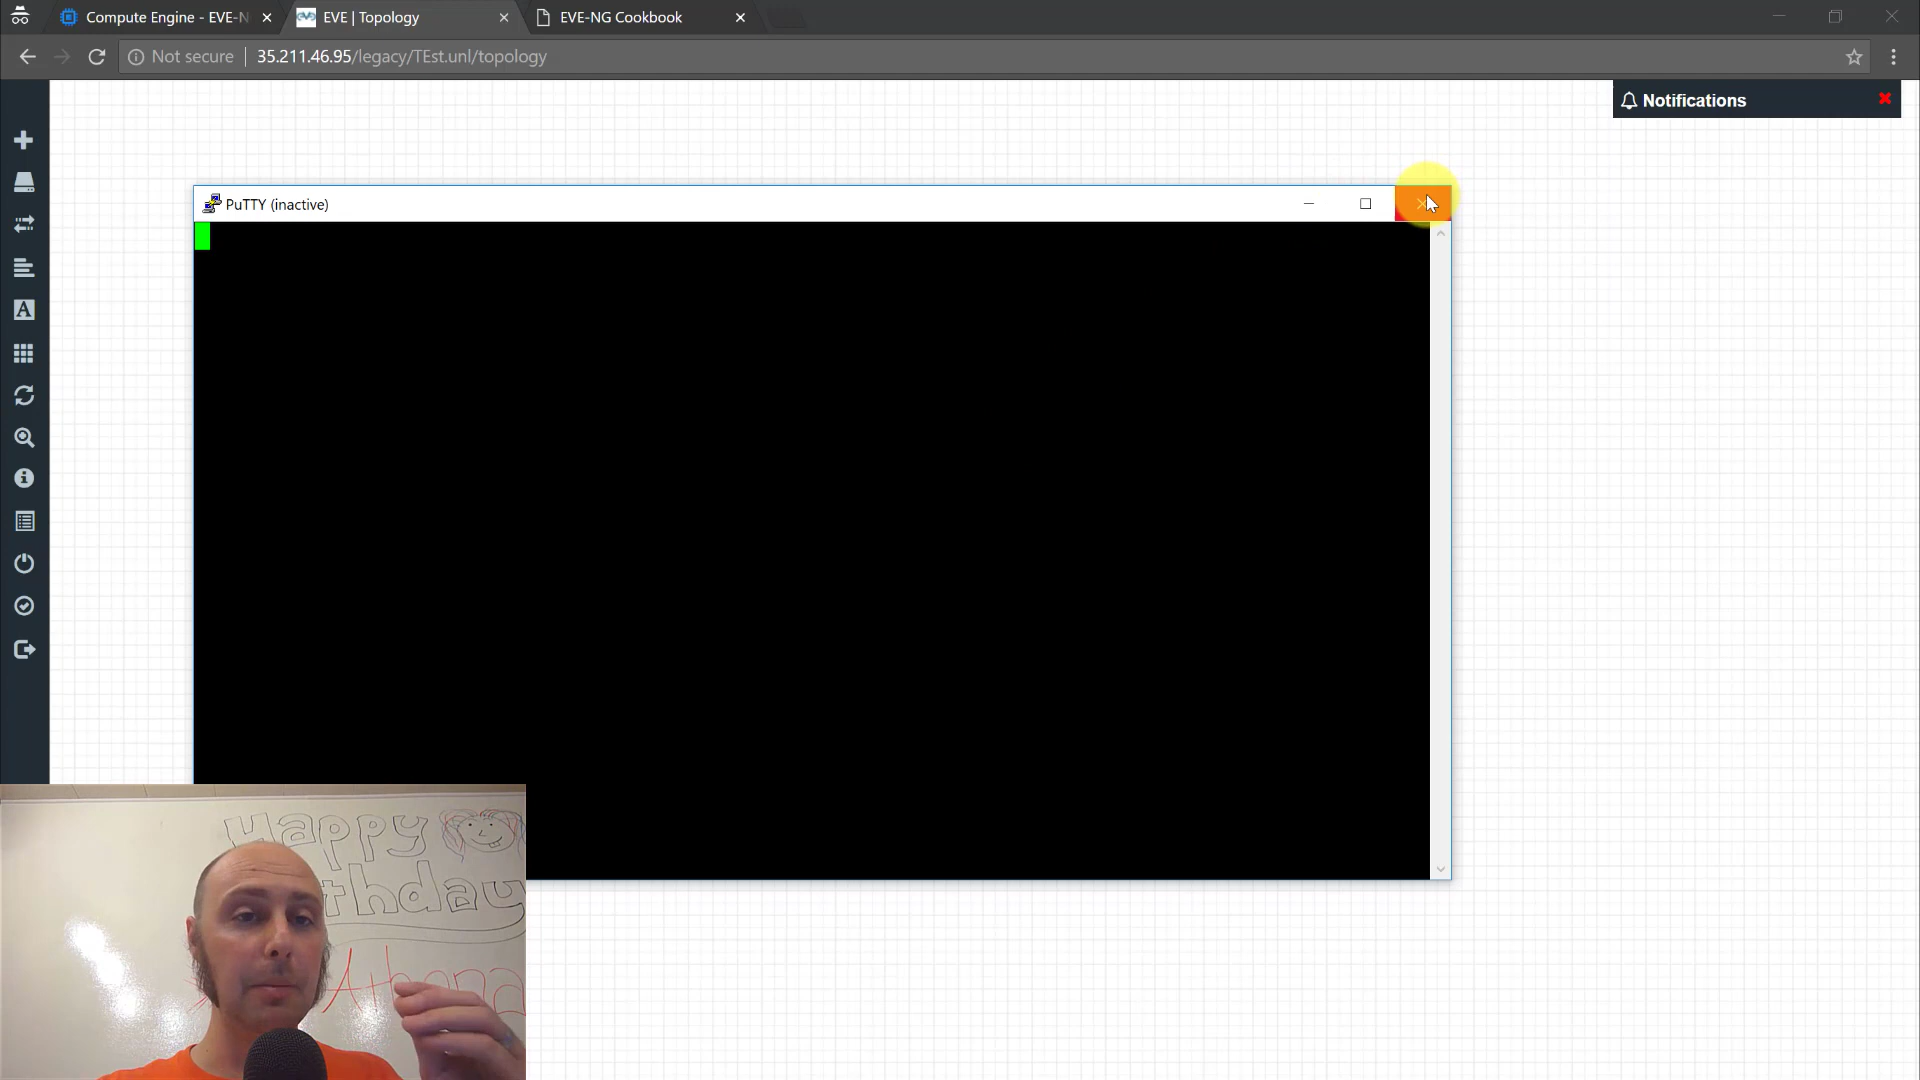 Compute Engine - EVE-N
EVE | Topology
EVE-NG Cookbook
Not secure
35.211.46.95/legacy/TEst.unl/topology
Notifications
PuTTY (inactive)
A
Happy
thday
Athena